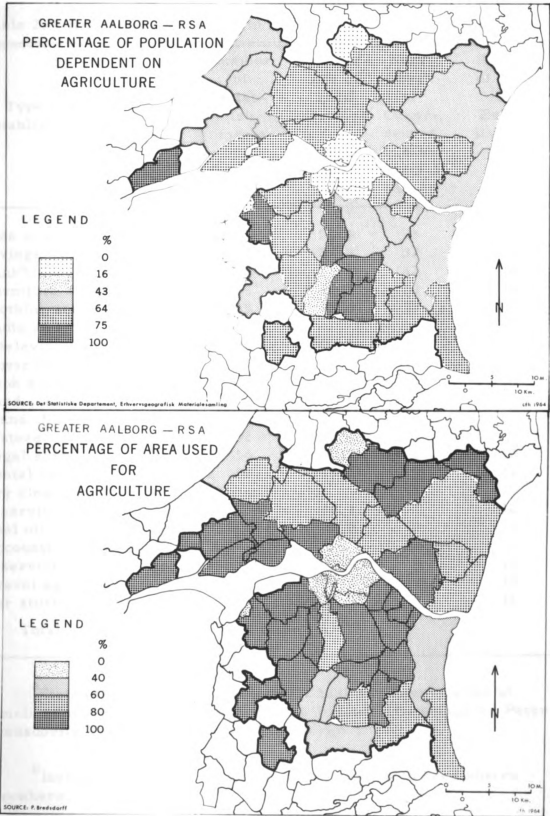 GREATER AALBORG — RSA
PERCENTAGE OF POPULATION
DEPENDENT ON
AGRICULTURE
LEGEND
%
0
16
43
64
75
100
N
0 5 10 M.
10 Km.
SOURCE: Det Statistiske Departement, Erhvervsgeografisk Materialesamling
1964
GREATER AALBORG — RSA
PERCENTAGE OF AREA USED
FOR
AGRICULTURE
LEGEND
%
0
40
60
80
100
N
0 5 10 M.
10 Km.
SOURCE: P. Bredsdorff
1964